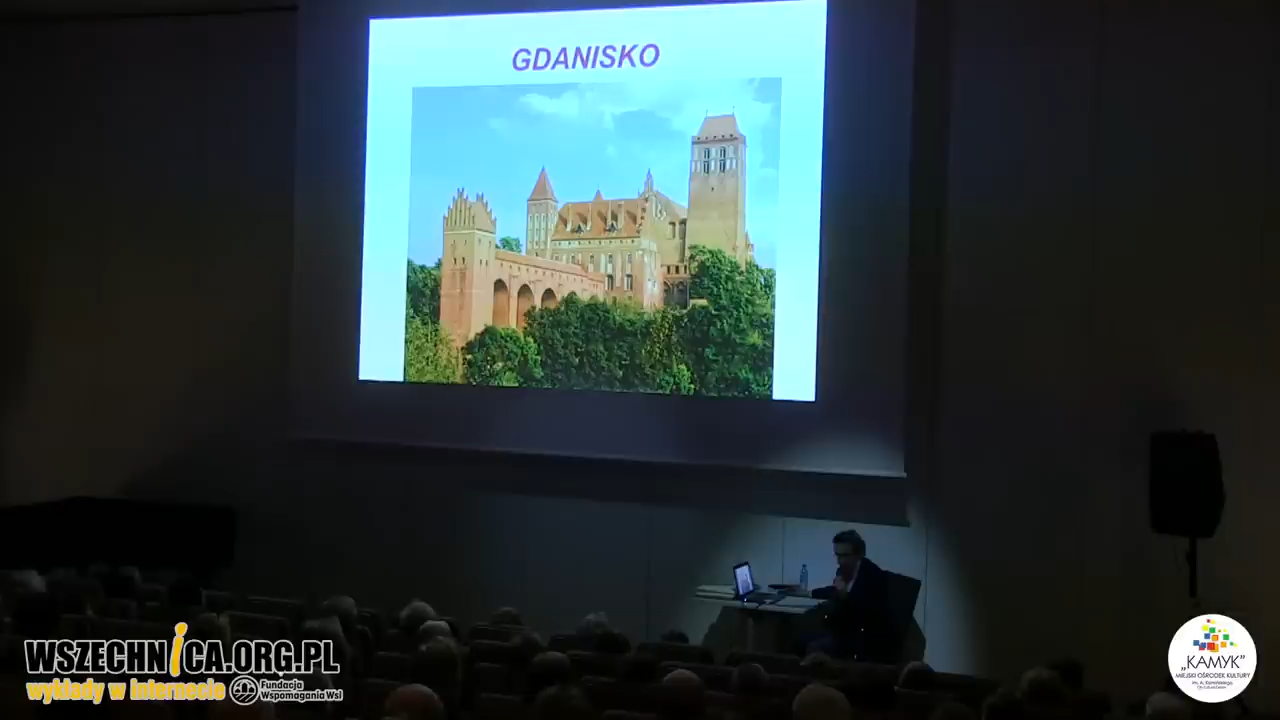 GDANISKO
WSZECHNICA.ORG.PL
wykłady w internecie
Fundacja
Wspomagania Wsi
„KAMYK”
MIEJSKI OŚRODEK KULTURY